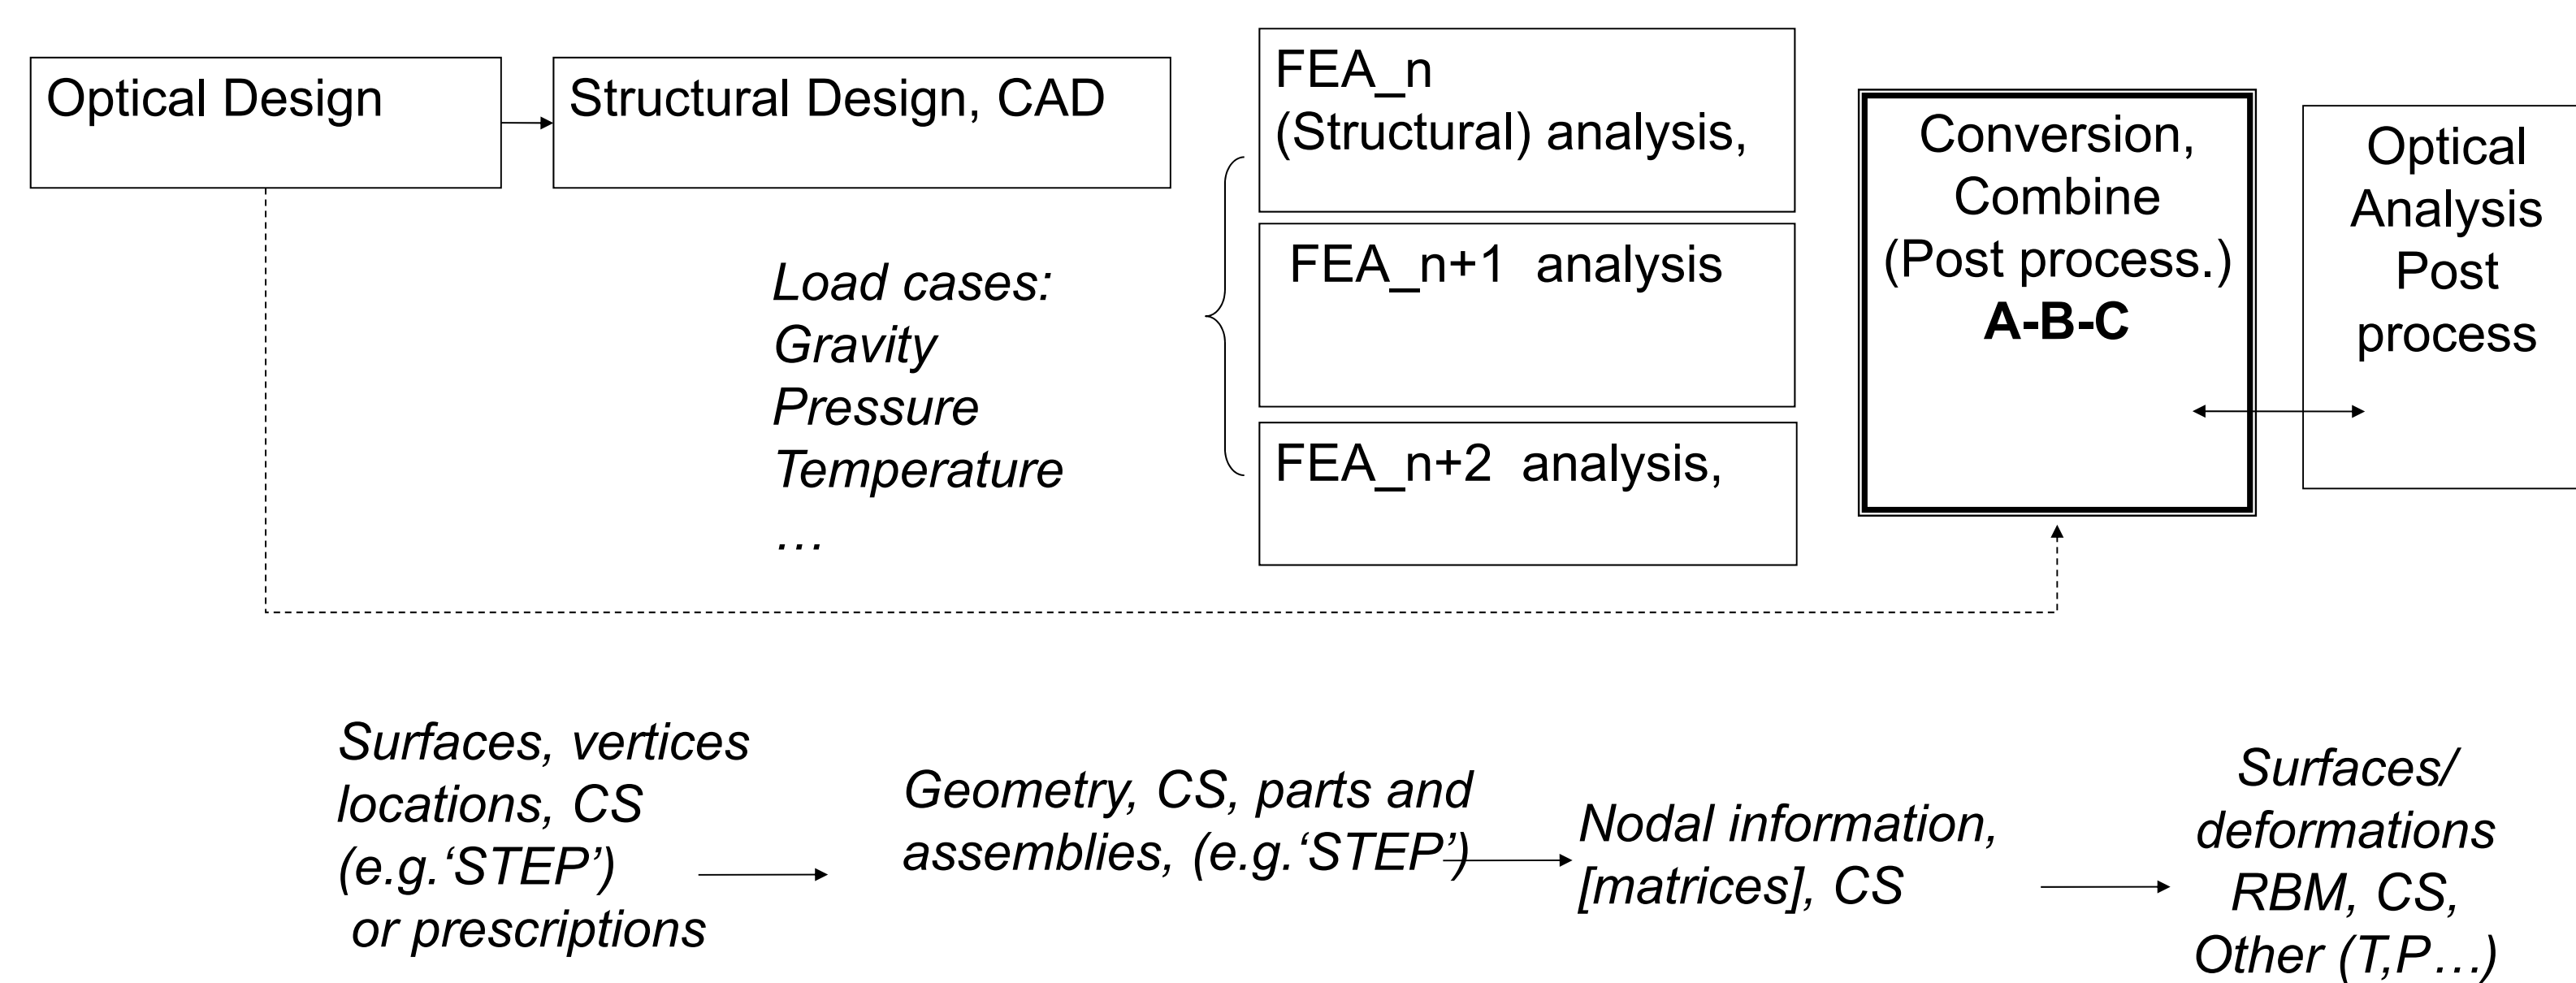 Optical Design
Structural Design, CAD
Load cases:
Gravity
Pressure
Temperature
…
FEA_n
(Structural) analysis,
FEA_n+1 analysis
FEA_n+2 analysis,
Conversion,
Combine
(Post process.)
A-B-C
Optical
Analysis
Post
process
Surfaces, vertices
locations, CS
(e.g.‘STEP’)
or prescriptions
Geometry, CS, parts and
assemblies, (e.g.‘STEP’)
Nodal information,
[matrices], CS
Surfaces/
deformations
RBM, CS,
Other (T,P…)